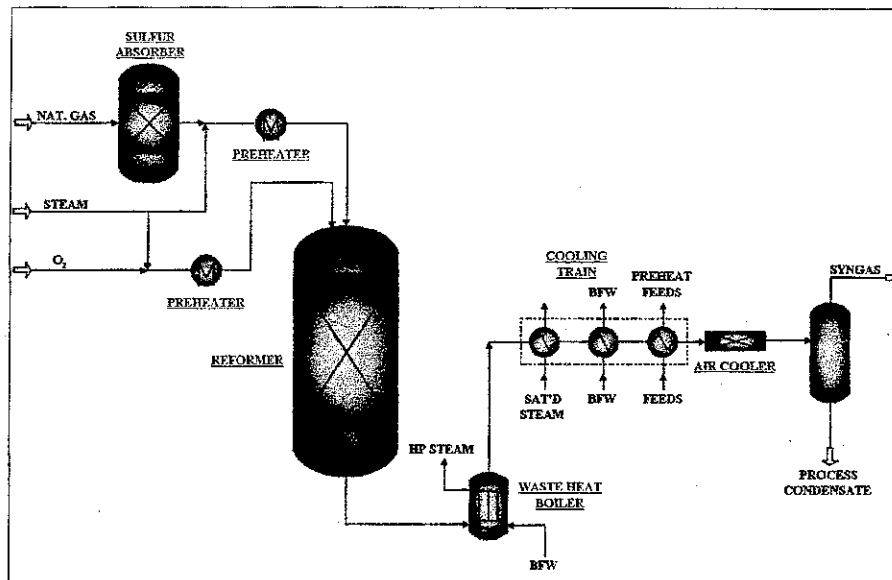 SULFUR
ABSORBER
NAT. GAS
PREHEATER
STEAM
O₂
PREHEATER
REFORMER
COOLING
TRAIN
BFW
PREHEAT
FEEDS
SYNGAS
AIR COOLER
SAT'D
STEAM
BFW
FEEDS
HP STEAM
WASTE HEAT
BOILER
BFW
PROCESS
CONDENSATE